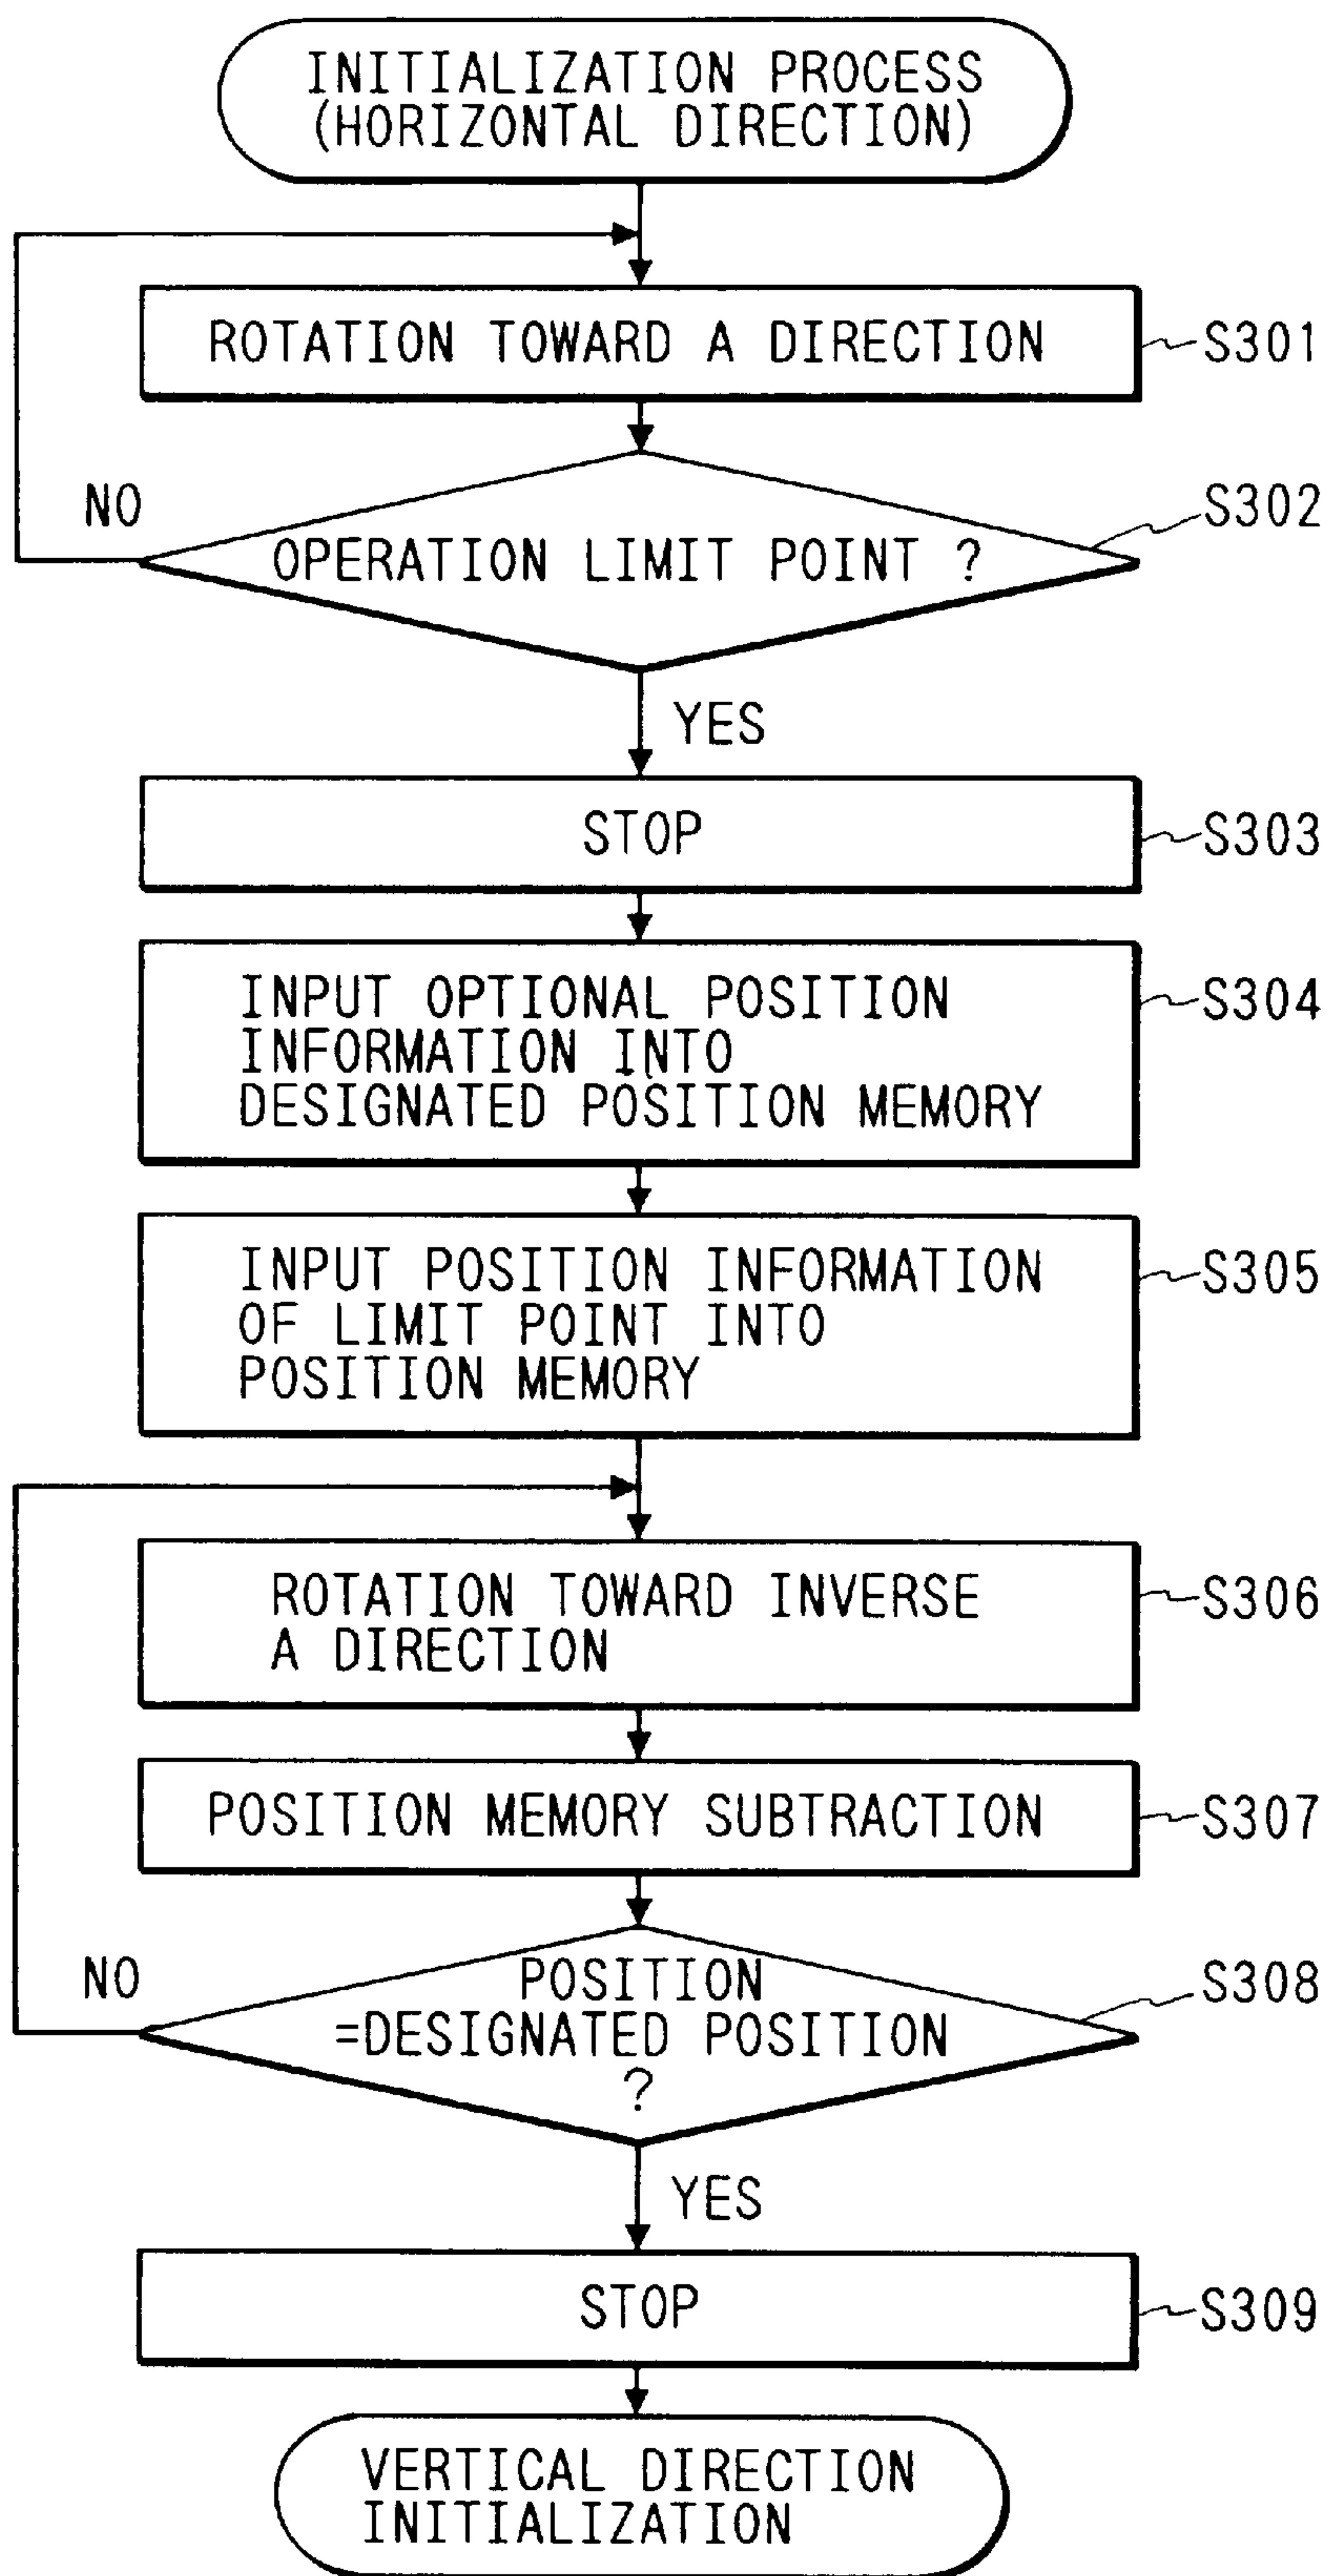 INITIALIZATION PROCESS
(HORIZONTAL DIRECTION)
ROTATION TOWARD A DIRECTION
S301
NO
S302
OPERATION LIMIT POINT ?
YES
STOP
S303
INPUT OPTIONAL POSITION
INFORMATION INTO
DESIGNATED POSITION MEMORY
S304
INPUT POSITION INFORMATION
OF LIMIT POINT INTO
POSITION MEMORY
S305
ROTATION TOWARD INVERSE
A DIRECTION
S306
POSITION MEMORY SUBTRACTION
S307
NO
POSITION
=DESIGNATED POSITION
?
S308
YES
STOP
S309
VERTICAL DIRECTION
INITIALIZATION